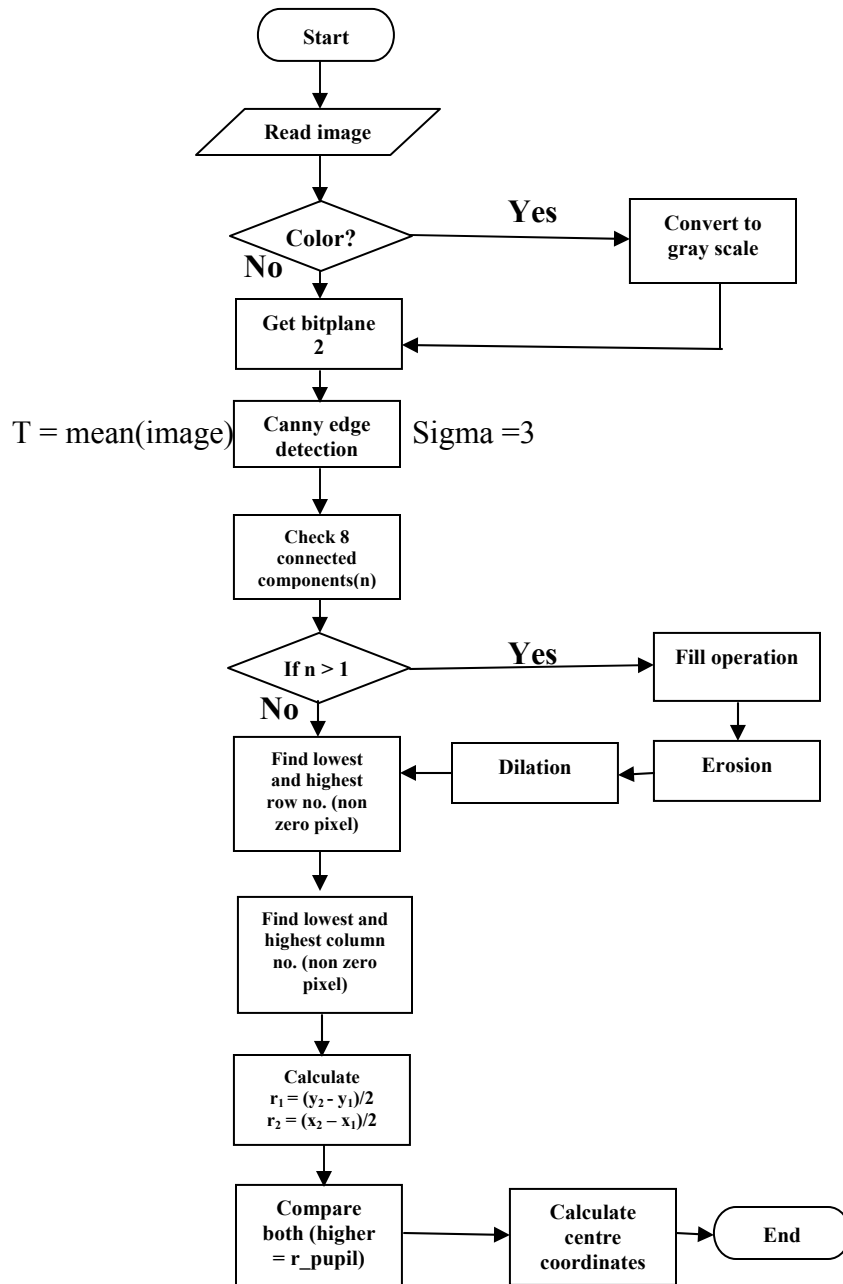 Start
Read image
Color?
Yes
Convert to
gray scale
No
Get bitplane
2
T = mean(image)
Canny edge
detection
Sigma =3
Check 8
connected
components(n)
If n > 1
Yes
Fill operation
No
Find lowest
and highest
row no. (non
zero pixel)
Dilation
Erosion
Find lowest and
highest column
no. (non zero
pixel)
Calculate
r₁ = (y₂ - y₁)/2
r₂ = (x₂ – x₁)/2
Compare
both (higher
= r_pupil)
Calculate
centre
coordinates
End